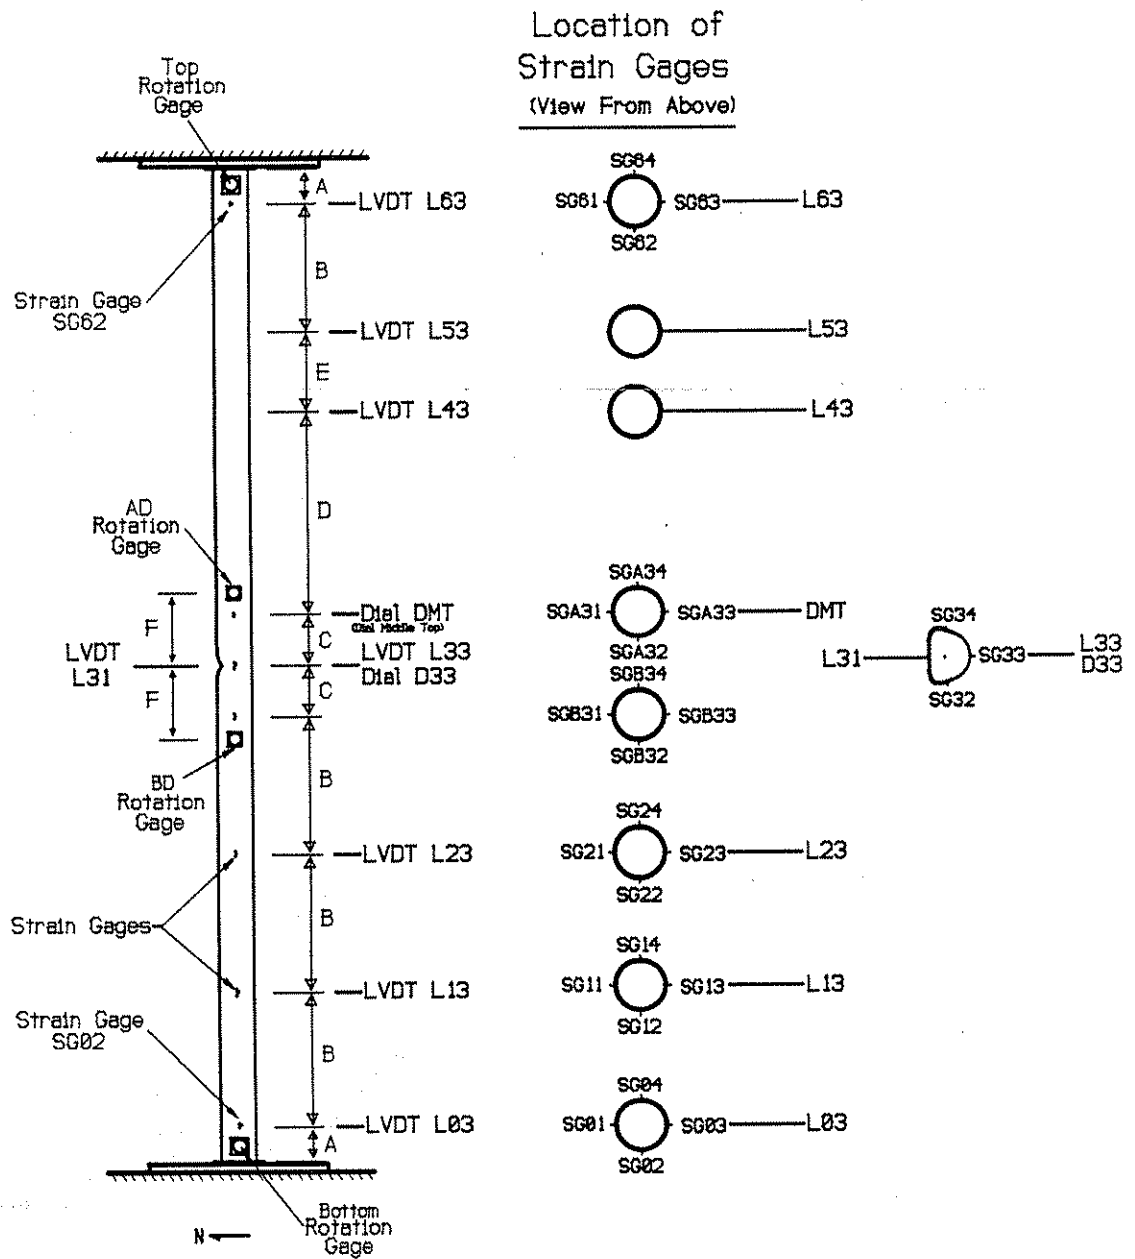 Location of
Strain Gages
(View From Above)
Top
Rotation
Gage
A
LVDT L63
SG64
SG61
SG63
L63
SG62
B
Strain Gage
SG62
LVDT L53
L53
E
LVDT L43
L43
D
AD
Rotation
Gage
F
Dial DMT
(Dial Middle Top)
C
SGA34
SGA31
SGA33
DMT
SGA32
LVDT
L31
LVDT L33
Dial D33
SG34
L31
SG33
L33
D33
SG32
F
C
SGB34
SGB31
SGB33
SGB32
BD
Rotation
Gage
B
LVDT L23
SG24
SG21
SG23
L23
SG22
Strain Gages
B
LVDT L13
SG14
SG11
SG13
L13
SG12
Strain Gage
SG02
B
LVDT L03
SG04
SG01
SG03
L03
SG02
A
Bottom
Rotation
Gage
N